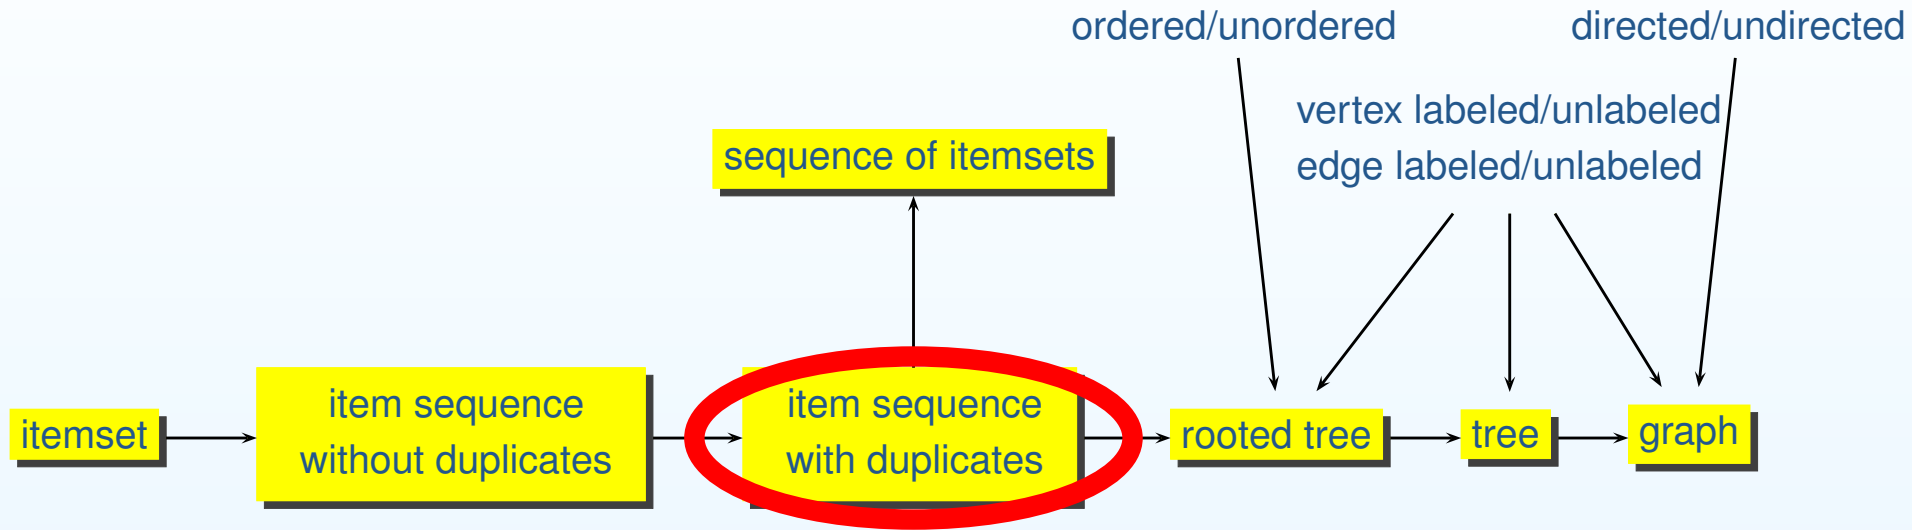 ordered/unordered
directed/undirected
vertex labeled/unlabeled
edge labeled/unlabeled
sequence of itemsets
itemset
item sequence
without duplicates
item sequence
with duplicates
rooted tree
tree
graph